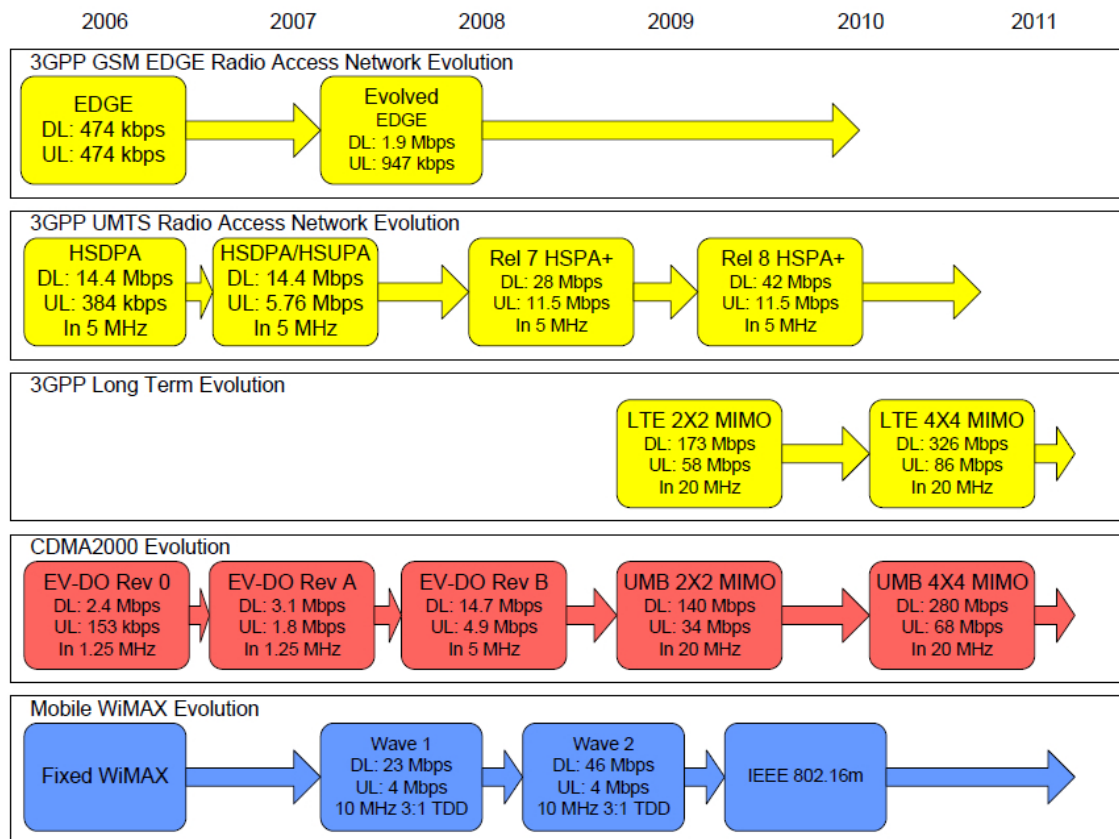 2006 2007 2008 2009 2010 2011
3GPP GSM EDGE Radio Access Network Evolution
EDGE
DL: 474 kbps
UL: 474 kbps
Evolved
EDGE
DL: 1.9 Mbps
UL: 947 kbps
3GPP UMTS Radio Access Network Evolution
HSDPA
DL: 14.4 Mbps
UL: 384 kbps
In 5 MHz
HSDPA/HSUPA
DL: 14.4 Mbps
UL: 5.76 Mbps
In 5 MHz
Rel 7 HSPA+
DL: 28 Mbps
UL: 11.5 Mbps
In 5 MHz
Rel 8 HSPA+
DL: 42 Mbps
UL: 11.5 Mbps
In 5 MHz
3GPP Long Term Evolution
LTE 2X2 MIMO
DL: 173 Mbps
UL: 58 Mbps
In 20 MHz
LTE 4X4 MIMO
DL: 326 Mbps
UL: 86 Mbps
In 20 MHz
CDMA2000 Evolution
EV-DO Rev 0
DL: 2.4 Mbps
UL: 153 kbps
In 1.25 MHz
EV-DO Rev A
DL: 3.1 Mbps
UL: 1.8 Mbps
In 1.25 MHz
EV-DO Rev B
DL: 14.7 Mbps
UL: 4.9 Mbps
In 5 MHz
UMB 2X2 MIMO
DL: 140 Mbps
UL: 34 Mbps
In 20 MHz
UMB 4X4 MIMO
DL: 280 Mbps
UL: 68 Mbps
In 20 MHz
Mobile WiMAX Evolution
Fixed WiMAX
Wave 1
DL: 23 Mbps
UL: 4 Mbps
10 MHz 3:1 TDD
Wave 2
DL: 46 Mbps
UL: 4 Mbps
10 MHz 3:1 TDD
IEEE 802.16m